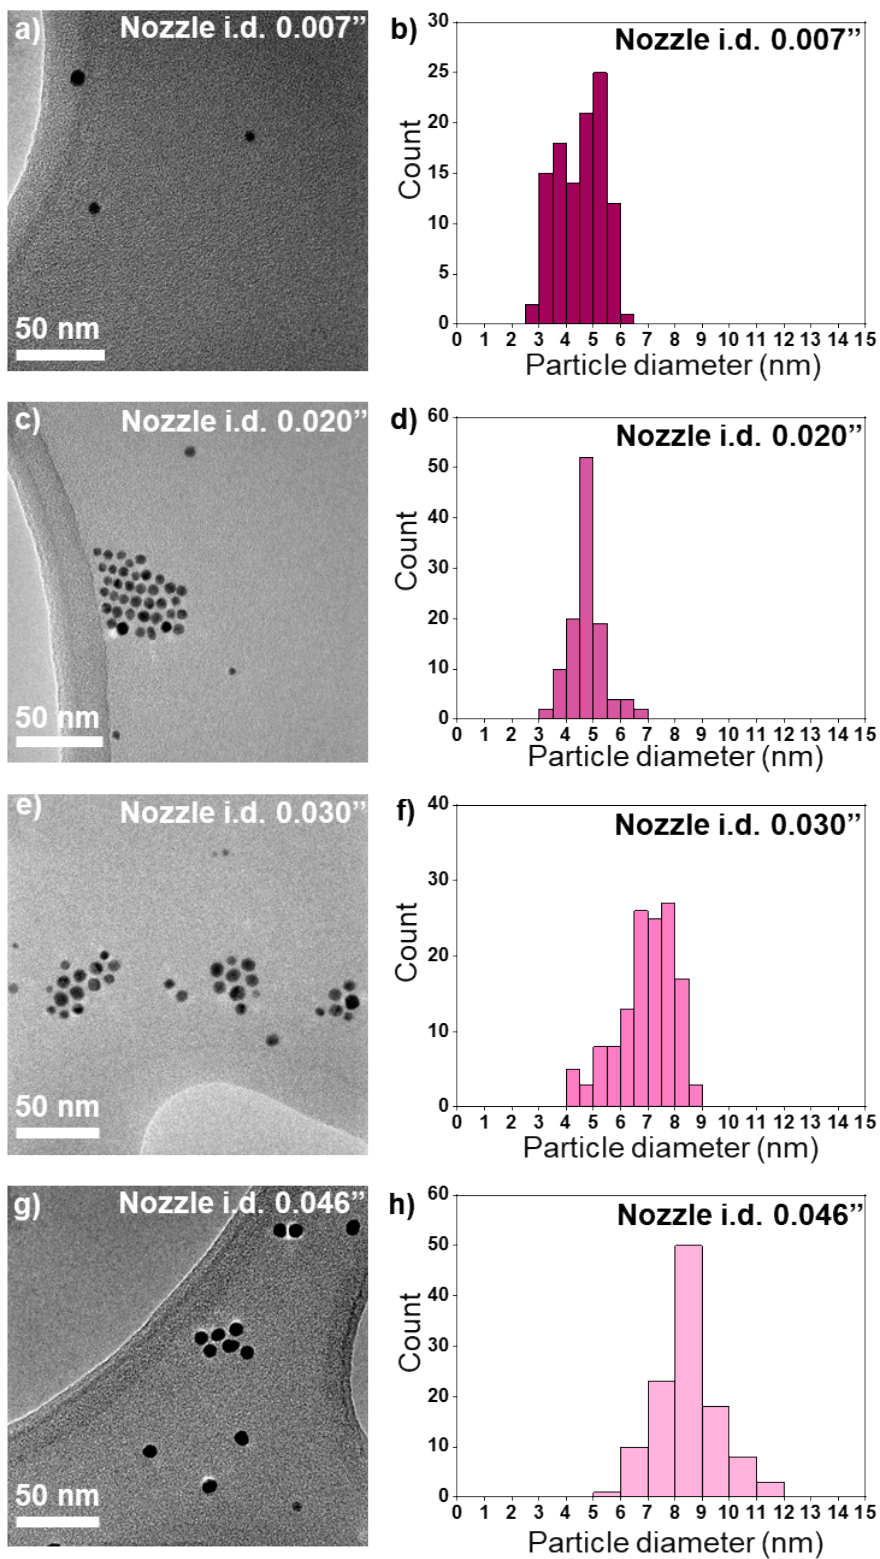 a) Nozzle i.d. 0.007”
50 nm
b) Nozzle i.d. 0.007”
30
25
20
15
10
5
0
Count
0 1 2 3 4 5 6 7 8 9 10 11 12 13 14 15
Particle diameter (nm)
c) Nozzle i.d. 0.020”
50 nm
d) Nozzle i.d. 0.020”
60
50
40
30
20
10
0
Count
0 1 2 3 4 5 6 7 8 9 10 11 12 13 14 15
Particle diameter (nm)
e) Nozzle i.d. 0.030”
50 nm
f) Nozzle i.d. 0.030”
40
30
20
10
0
Count
0 1 2 3 4 5 6 7 8 9 10 11 12 13 14 15
Particle diameter (nm)
g) Nozzle i.d. 0.046”
50 nm
h) Nozzle i.d. 0.046”
60
50
40
30
20
10
0
Count
0 1 2 3 4 5 6 7 8 9 10 11 12 13 14 15
Particle diameter (nm)